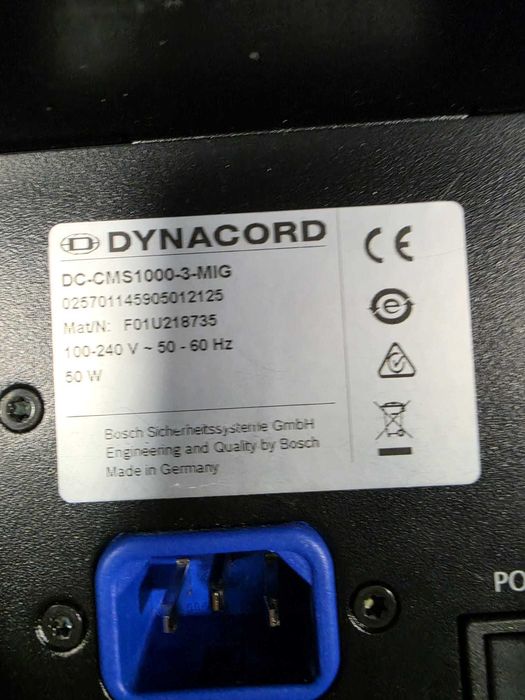 DYNACORD
DC-CMS1000-3-MIG
025701145905012125
Mat/N: F01U218735
100-240 V ~ 50 - 60 Hz
50 W
Bosch Sicherheitssysteme GmbH
Engineering and Quality by Bosch
Made in Germany
CE
e
PO